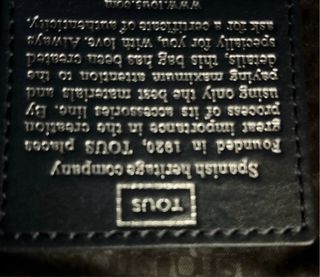 TOUS
Spanish heritage company
Founded in 1920, TOUS places
great importance in the creation
process of its accessories line. By
using only the best materials and
paying maximum attention to the
details, this bag has been created
specially for you, with love. Always
ask for a certificate of authenticity.
www.tous.com